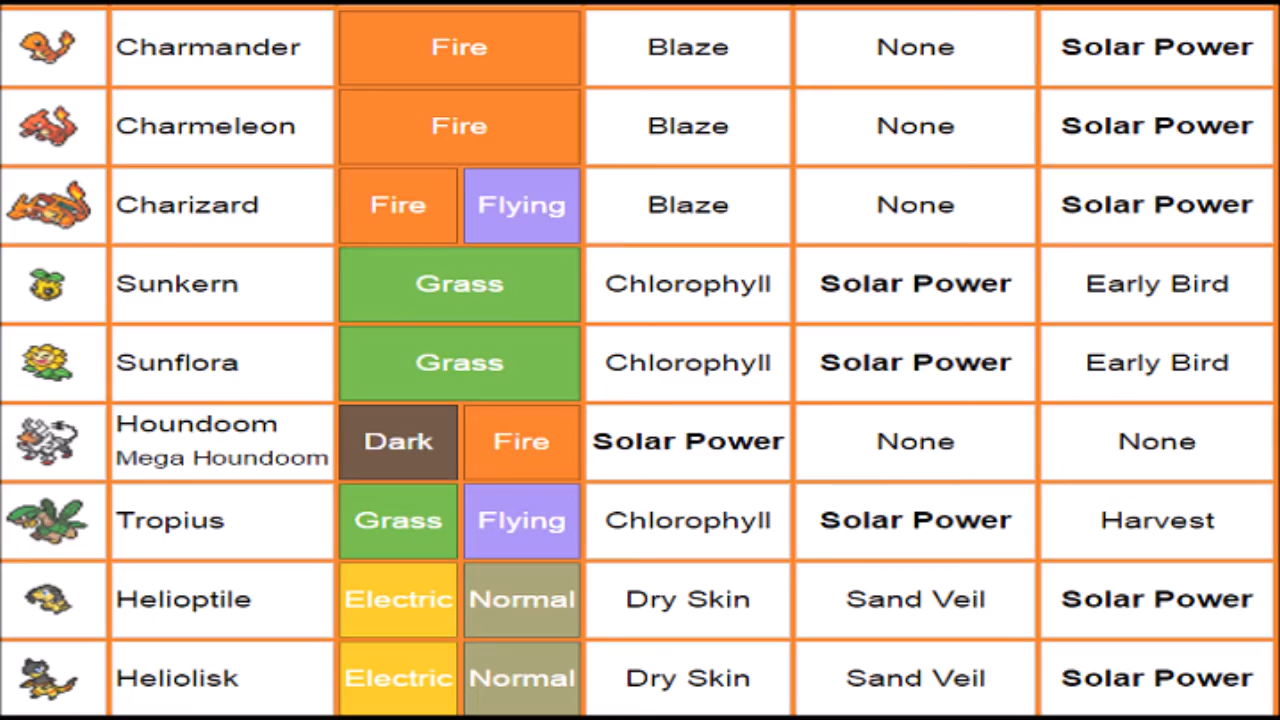 Charmander Fire Blaze None Solar Power
Charmeleon Fire Blaze None Solar Power
Charizard Fire Flying Blaze None Solar Power
Sunkern Grass Chlorophyll Solar Power Early Bird
Sunflora Grass Chlorophyll Solar Power Early Bird
Houndoom
Mega Houndoom Dark Fire Solar Power None None
Tropius Grass Flying Chlorophyll Solar Power Harvest
Helioptile Electric Normal Dry Skin Sand Veil Solar Power
Heliolisk Electric Normal Dry Skin Sand Veil Solar Power